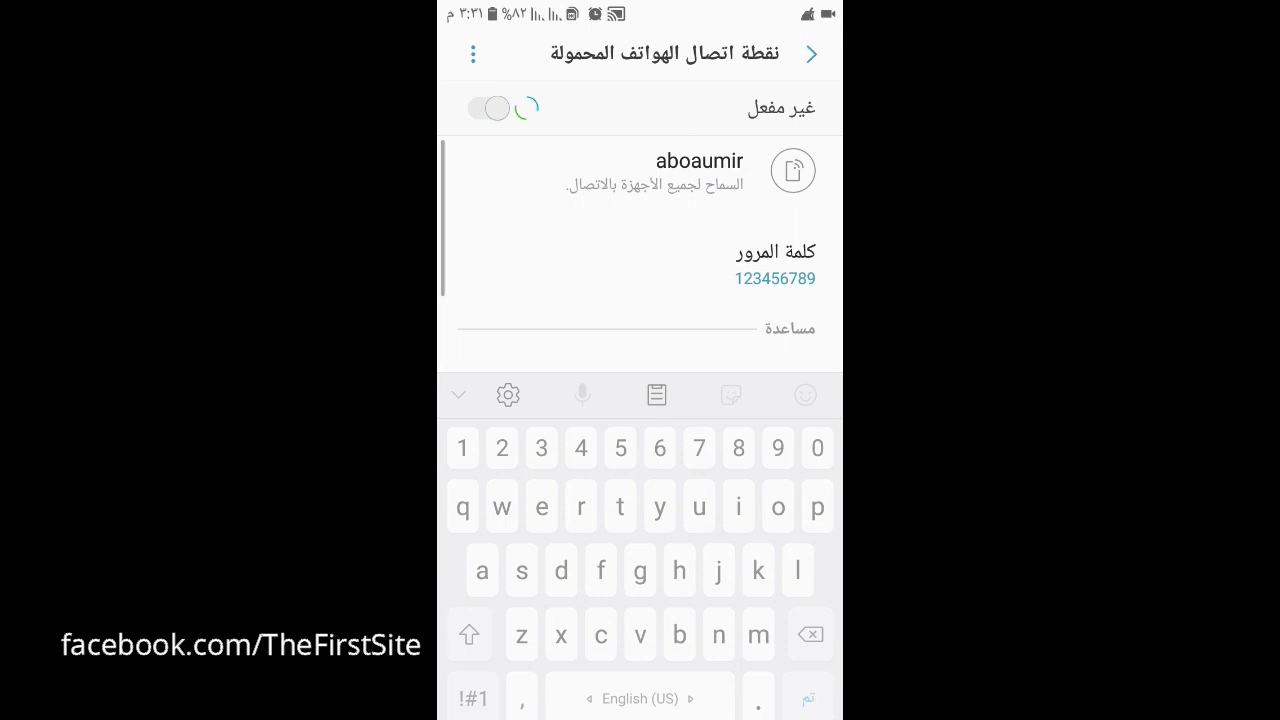 م ٣:٣١ %٨٢
نقطة اتصال الهواتف المحمولة
غير مفعل
aboaumir
السماح لجميع الأجهزة بالاتصال.
كلمة المرور
123456789
مساعدة
1 2 3 4 5 6 7 8 9 0
q w e r t y u i o p
a s d f g h j k l
z x c v b n m
facebook.com/TheFirstSite
!#1 , English (US) . تم